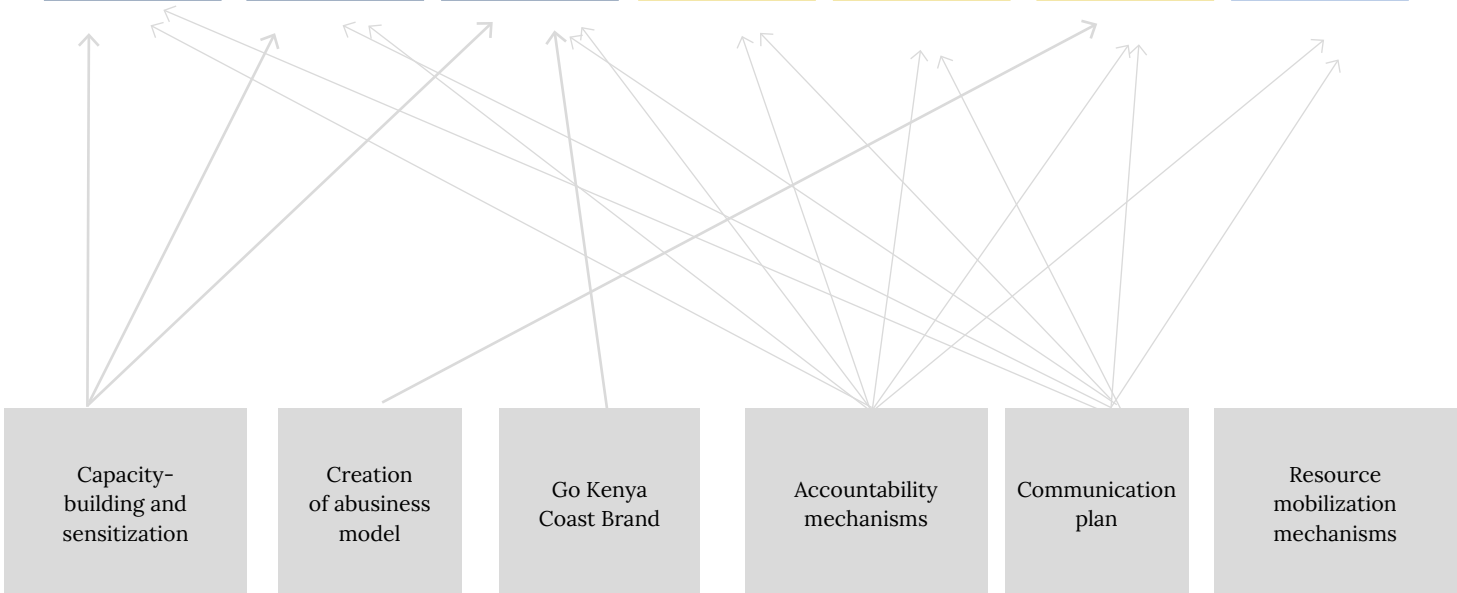 Capacity-
building and
sensitization
Creation
of abusiness
model
Go Kenya
Coast Brand
Accountability
mechanisms
Communication
plan
Resource
mobilization
mechanisms